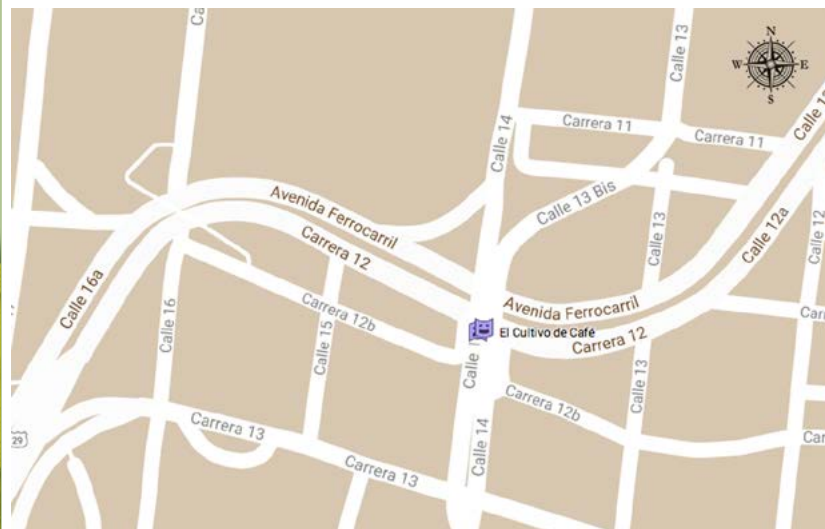 Ca
Calle 13
N
W
E
S
Carrera 11
Carrera 11
Calle 14
Avenida Ferrocarril
Calle 13 Bis
Calle 13
Calle 12a
Calle 12
Carrera 12
Calle 16a
Carrera 12b
Calle 16
Calle 15
Avenida Ferrocarril
El Cultivo de Café
Carrera 12
Calle 13
Carrera 12b
Carrera 13
Calle 14
Carrera 13
29
Car